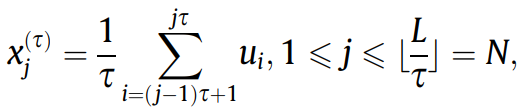 x_j^{(τ)} = \frac{1}{τ} \sum_{i=(j−1)τ+1}^{jτ} u_i, 1 ⩽ j ⩽ ⌊\frac{L}{τ}⌋ = N,